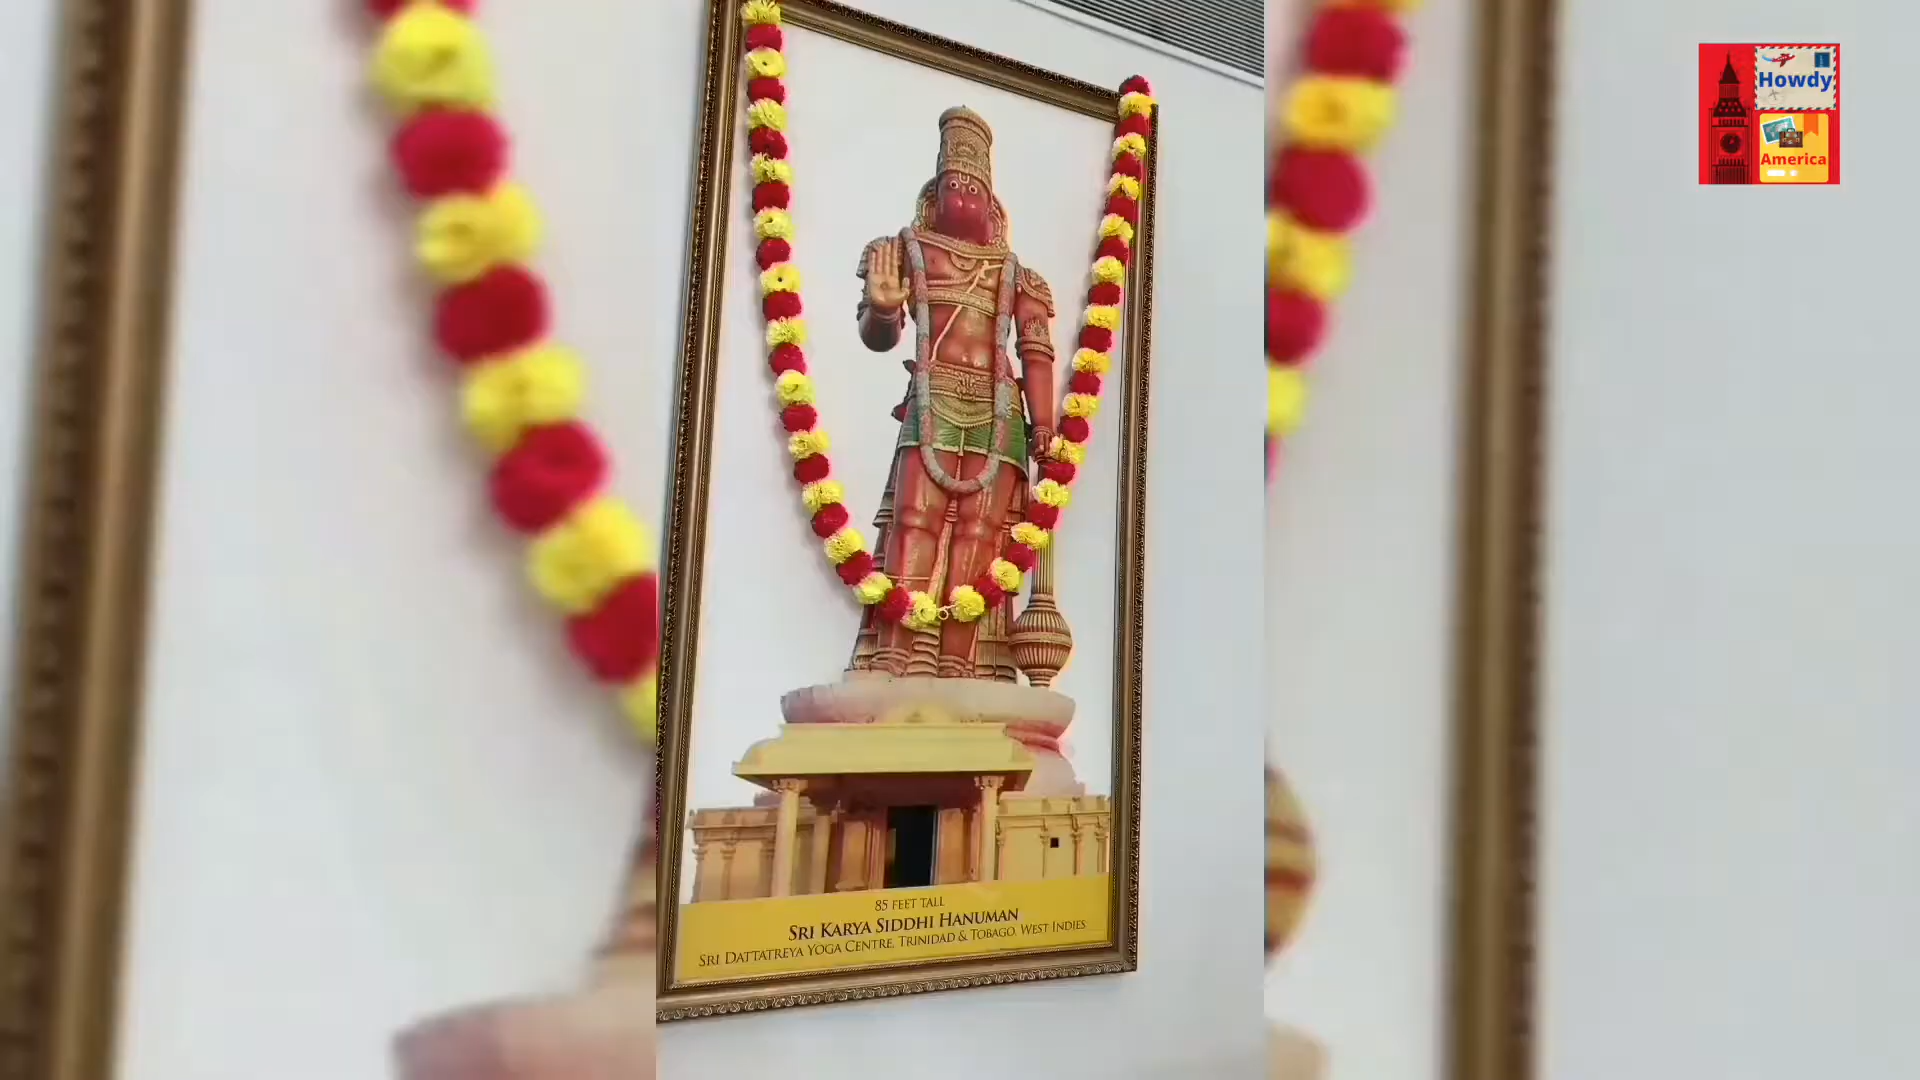 Howdy
America
85 FEET TALL
SRI KARYA SIDDHI HANUMAN
SRI DATTATREYA YOGA CENTRE, TRINIDAD & TOBAGO, WEST INDIES